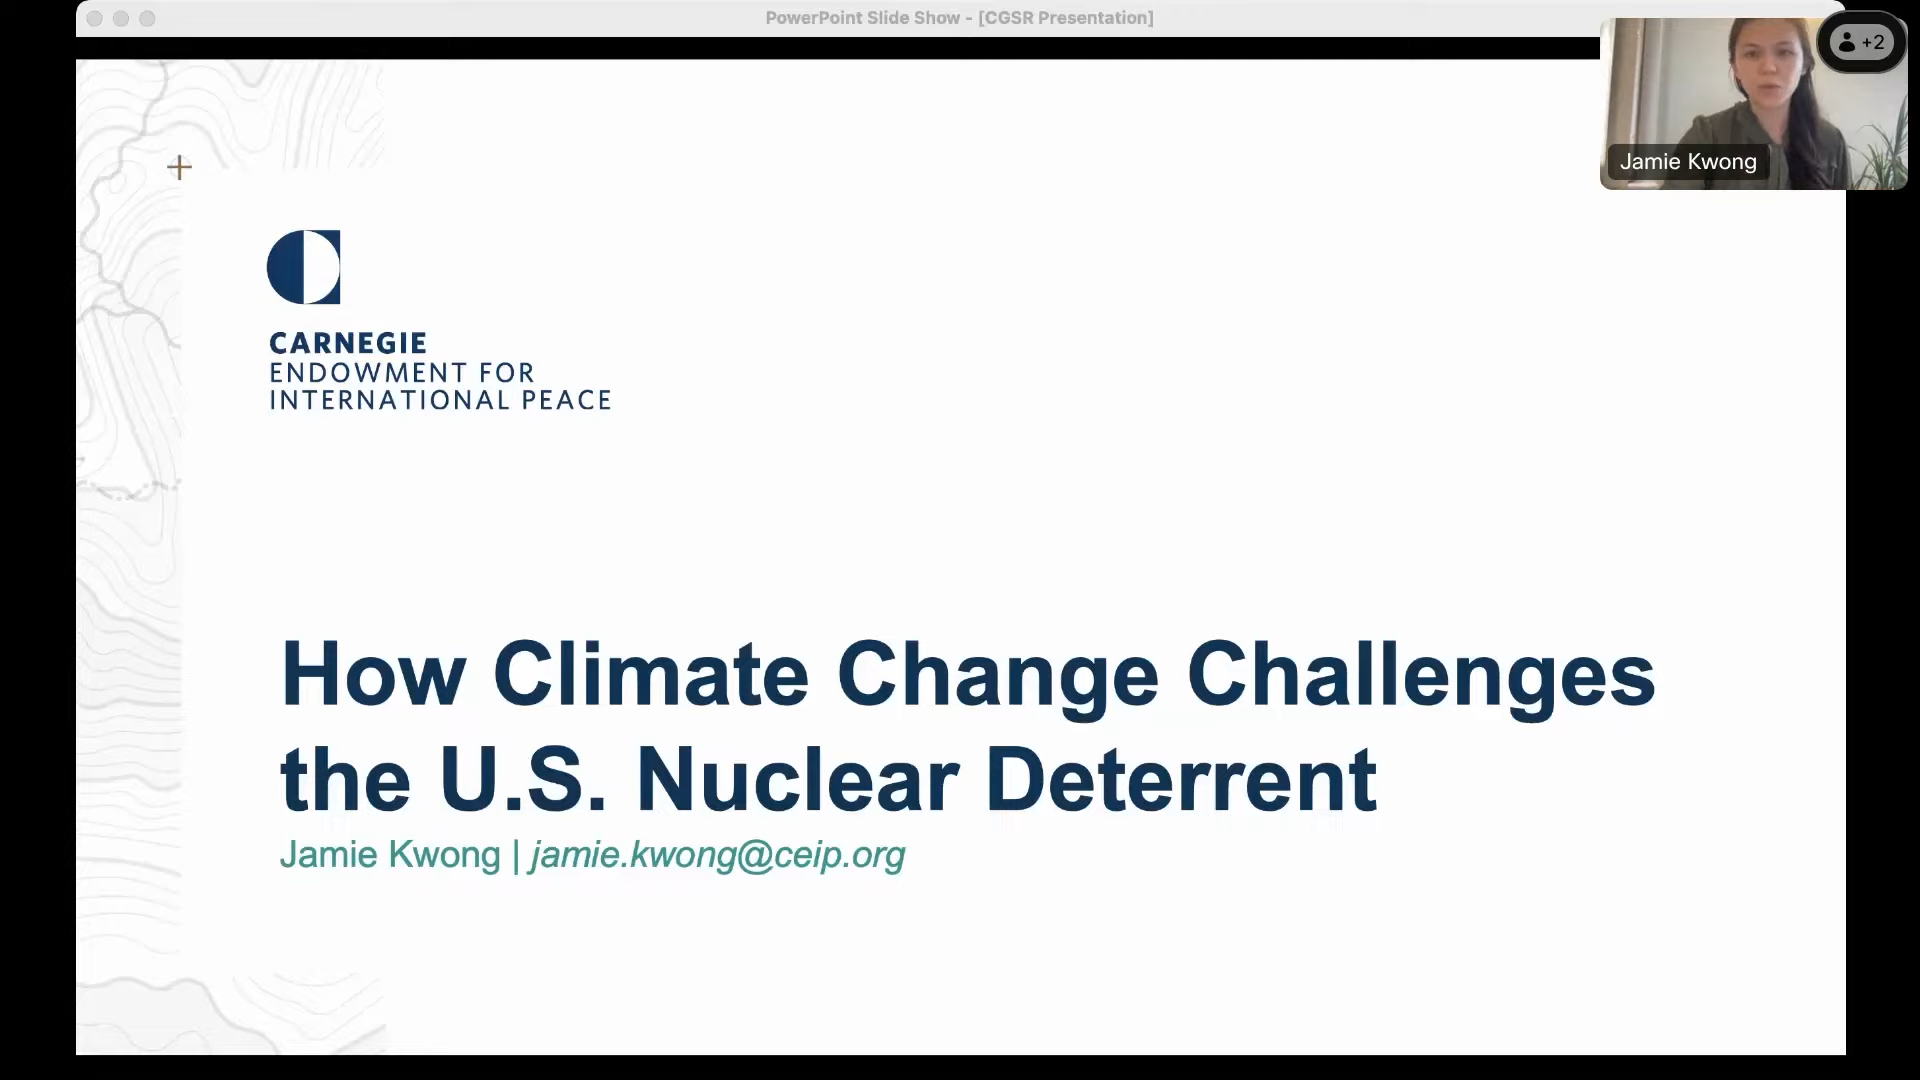 PowerPoint Slide Show - [CGSR Presentation]
+2
Jamie Kwong
CARNEGIE
ENDOWMENT FOR
INTERNATIONAL PEACE
How Climate Change Challenges
the U.S. Nuclear Deterrent
Jamie Kwong | jamie.kwong@ceip.org